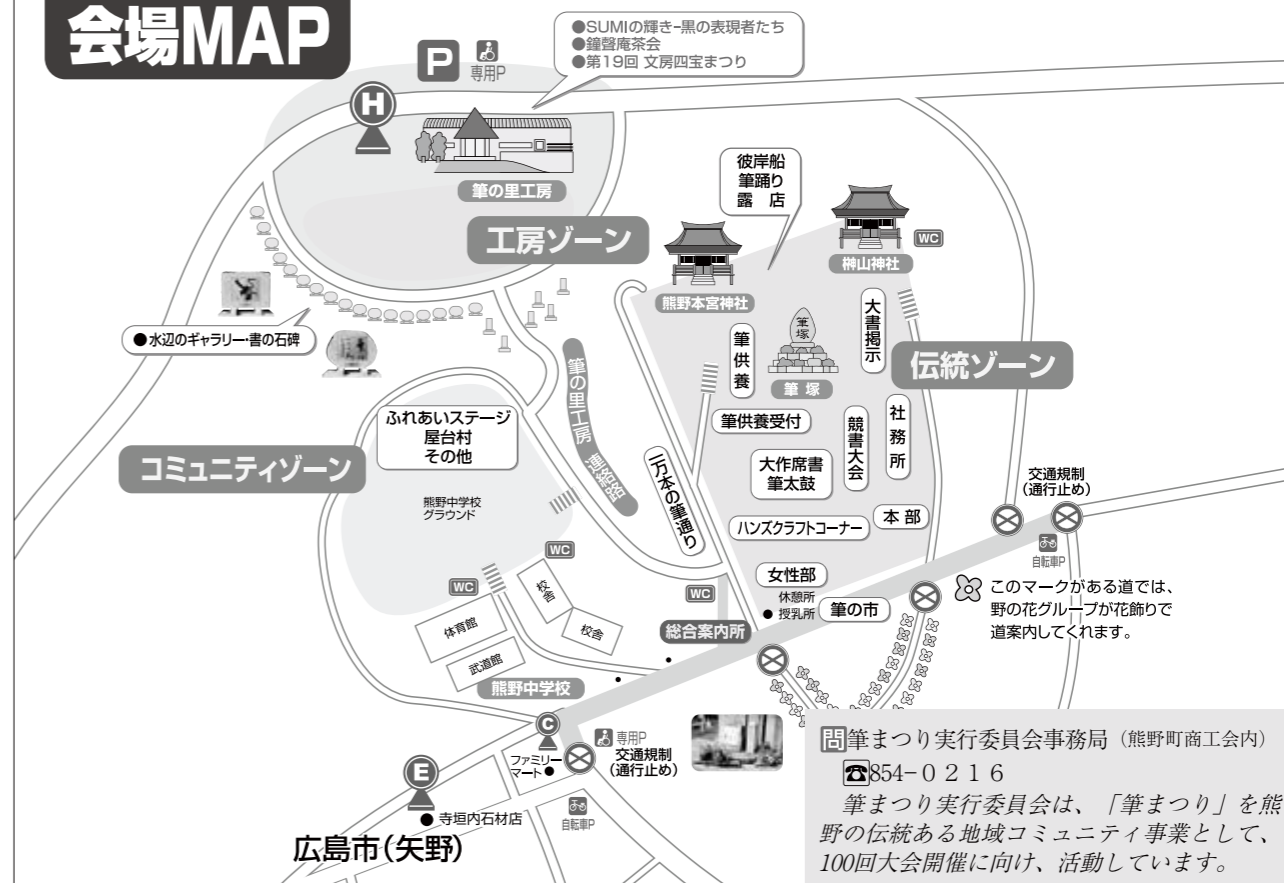 会場MAP
●SUMIの輝き-黒の表現者たち
●鐘聲庵茶会
●第19回 文房四宝まつり
P
専用P
H
筆の里工房
工房ゾーン
彼岸船
筆踊り
露 店
熊野本宮神社
榊山神社
WC
●水辺のギャラリー・書の石碑
筆供養
筆塚
筆塚
大書掲示
伝統ゾーン
筆の里工房 連絡路
一万本の筆通り
筆供養受付
大作席書
筆太鼓
競書大会
社務所
ハンズクラフトコーナー
本部
コミュニティゾーン
ふれあいステージ
屋台村
その他
熊野中学校
グラウンド
WC
WC
校舎
校舎
体育館
武道館
熊野中学校
WC
総合案内所
女性部
休憩所
● 授乳所
筆の市
交通規制
(通行止め)
自転車P
このマークがある道では、
野の花グループが花飾りで
道案内してくれます。
C
ファミリー
マート●
専用P
交通規制
(通行止め)
自転車P
E
● 寺垣内石材店
広島市(矢野)
問筆まつり実行委員会事務局(熊野町商工会内)
☎854-0216
筆まつり実行委員会は、「筆まつり」を熊
野の伝統ある地域コミュニティ事業として、
100回大会開催に向け、活動しています。